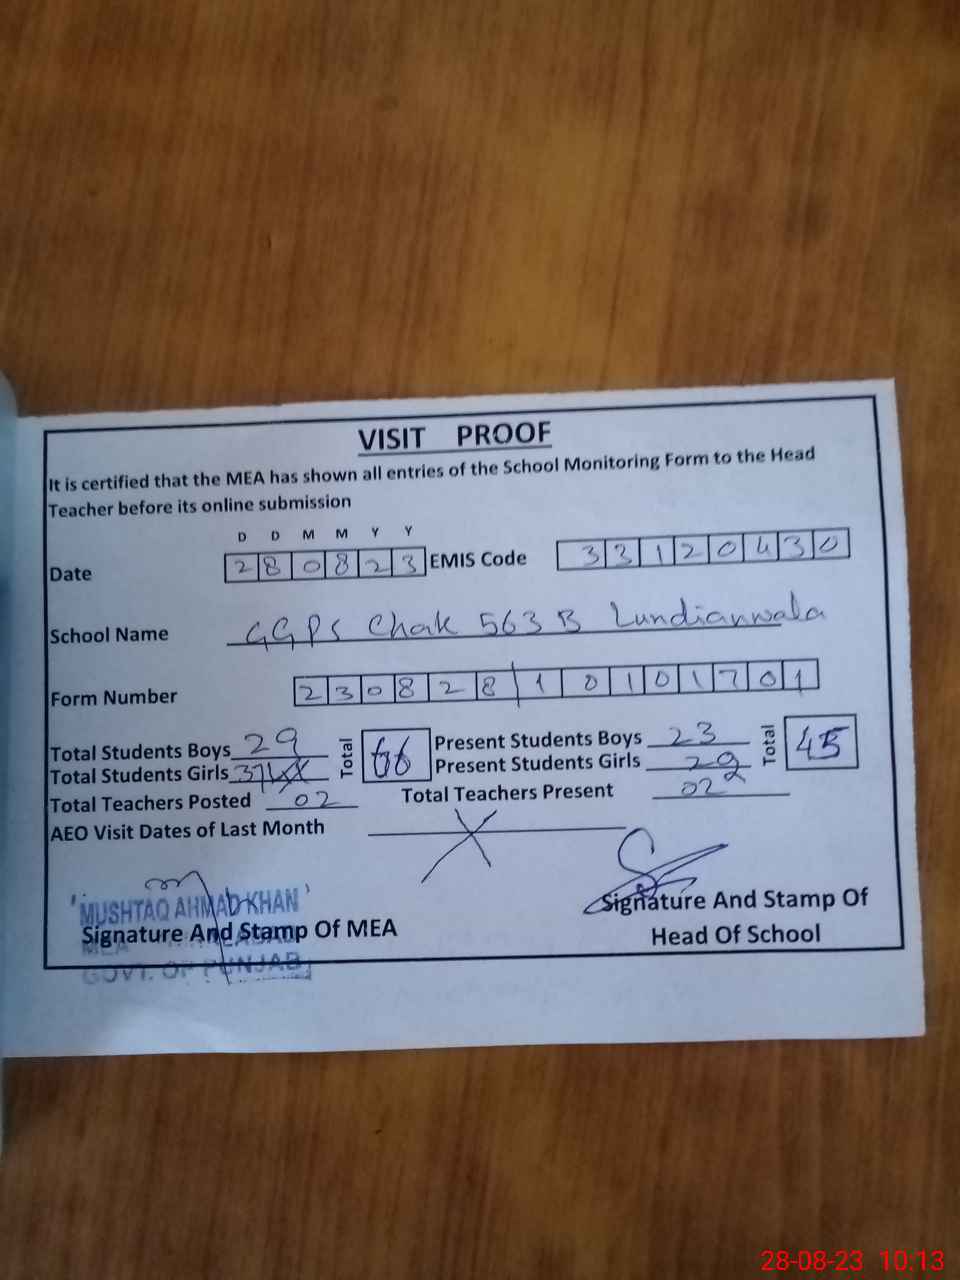 VISIT PROOF
It is certified that the MEA has shown all entries of the School Monitoring Form to the Head
Teacher before its online submission
D D M M Y Y
Date 2 8 0 8 2 3 EMIS Code 3 3 1 2 0 4 3 0
School Name GGPS Chak 563 B Lundianwala
Form Number 2 3 0 8 2 8 1 0 1 0 1 7 0 1
Total Students Boys 29 Total 66 Present Students Boys 23 Total 45
Total Students Girls 37 Present Students Girls
Total Teachers Posted 02 Total Teachers Present 02
AEO Visit Dates of Last Month
MUSHTAQ AHMAD KHAN
Signature And Stamp Of MEA
MEA
GOVT. OF PUNJAB
Signature And Stamp Of
Head Of School
28-08-23 10:13